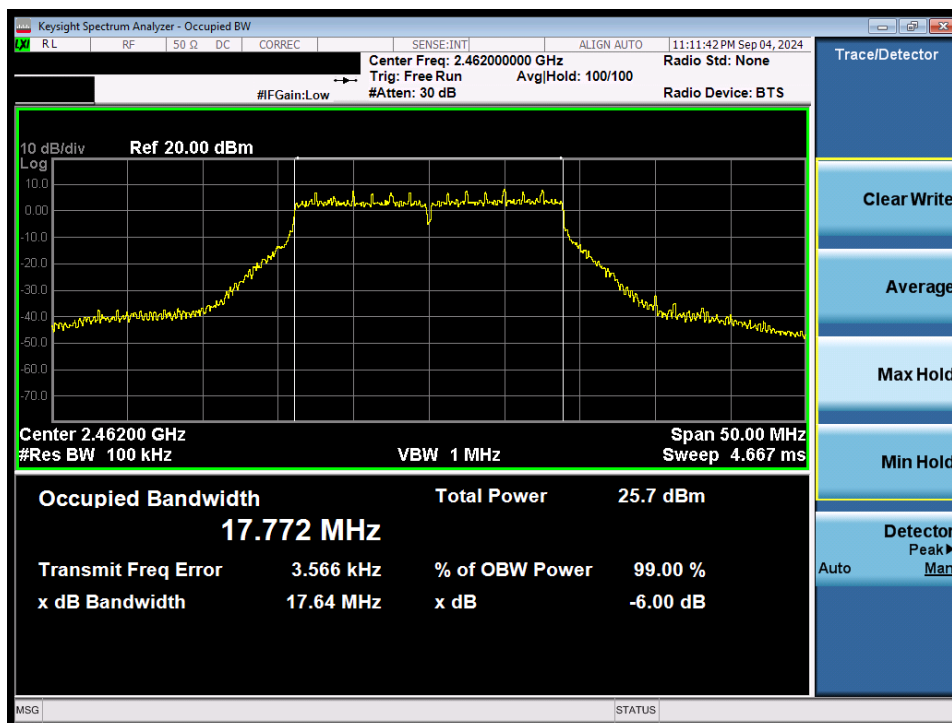 Keysight Spectrum Analyzer - Occupied BW
LXI RL RF 50 Ω DC CORREC SENSE:INT ALIGN AUTO 11:11:42 PM Sep 04, 2024
Center Freq: 2.462000000 GHz Radio Std: None
Trig: Free Run Avg|Hold: 100/100
#IFGain:Low #Atten: 30 dB Radio Device: BTS
10 dB/div Ref 20.00 dBm
Log
10.0
0.00
-10.0
-20.0
-30.0
-40.0
-50.0
-60.0
-70.0
Center 2.46200 GHz Span 50.00 MHz
#Res BW 100 kHz VBW 1 MHz Sweep 4.667 ms
Occupied Bandwidth Total Power 25.7 dBm
17.772 MHz
Transmit Freq Error 3.566 kHz % of OBW Power 99.00 %
x dB Bandwidth 17.64 MHz x dB -6.00 dB
MSG STATUS
Trace/Detector
Clear Write
Average
Max Hold
Min Hold
Detector
Peak
Auto Man